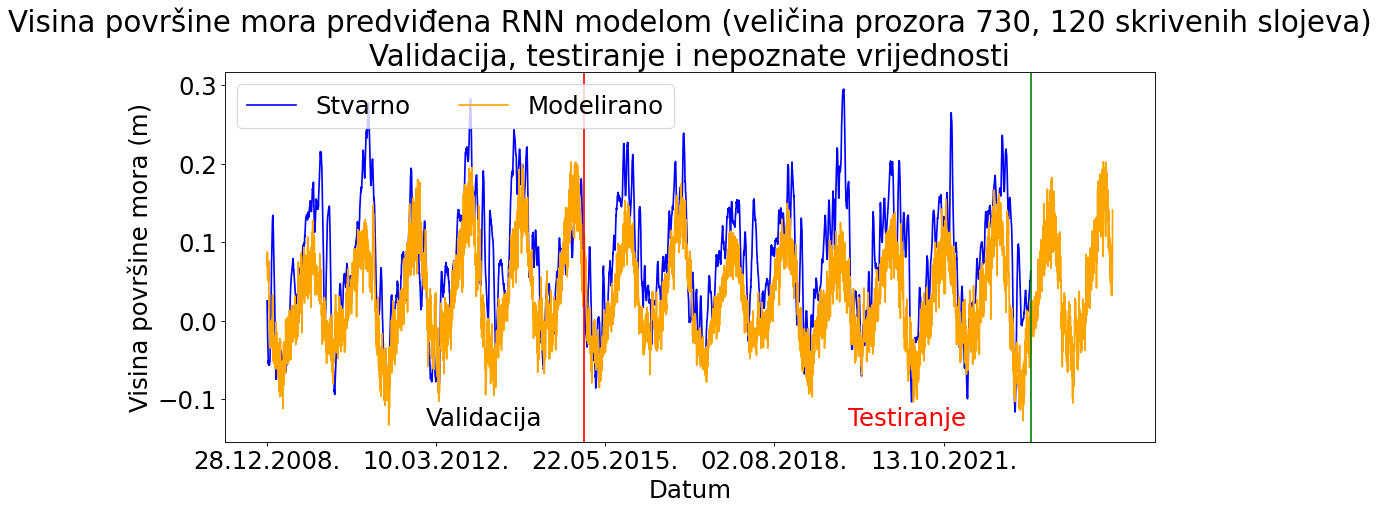 Visina površine mora predviđena RNN modelom (veličina prozora 730, 120 skrivenih slojeva)
Validacija, testiranje i nepoznate vrijednosti
Stvarno
Modelirano
Visina površine mora (m)
0.3
0.2
0.1
0.0
−0.1
Validacija
Testiranje
28.12.2008.
10.03.2012.
22.05.2015.
02.08.2018.
13.10.2021.
Datum